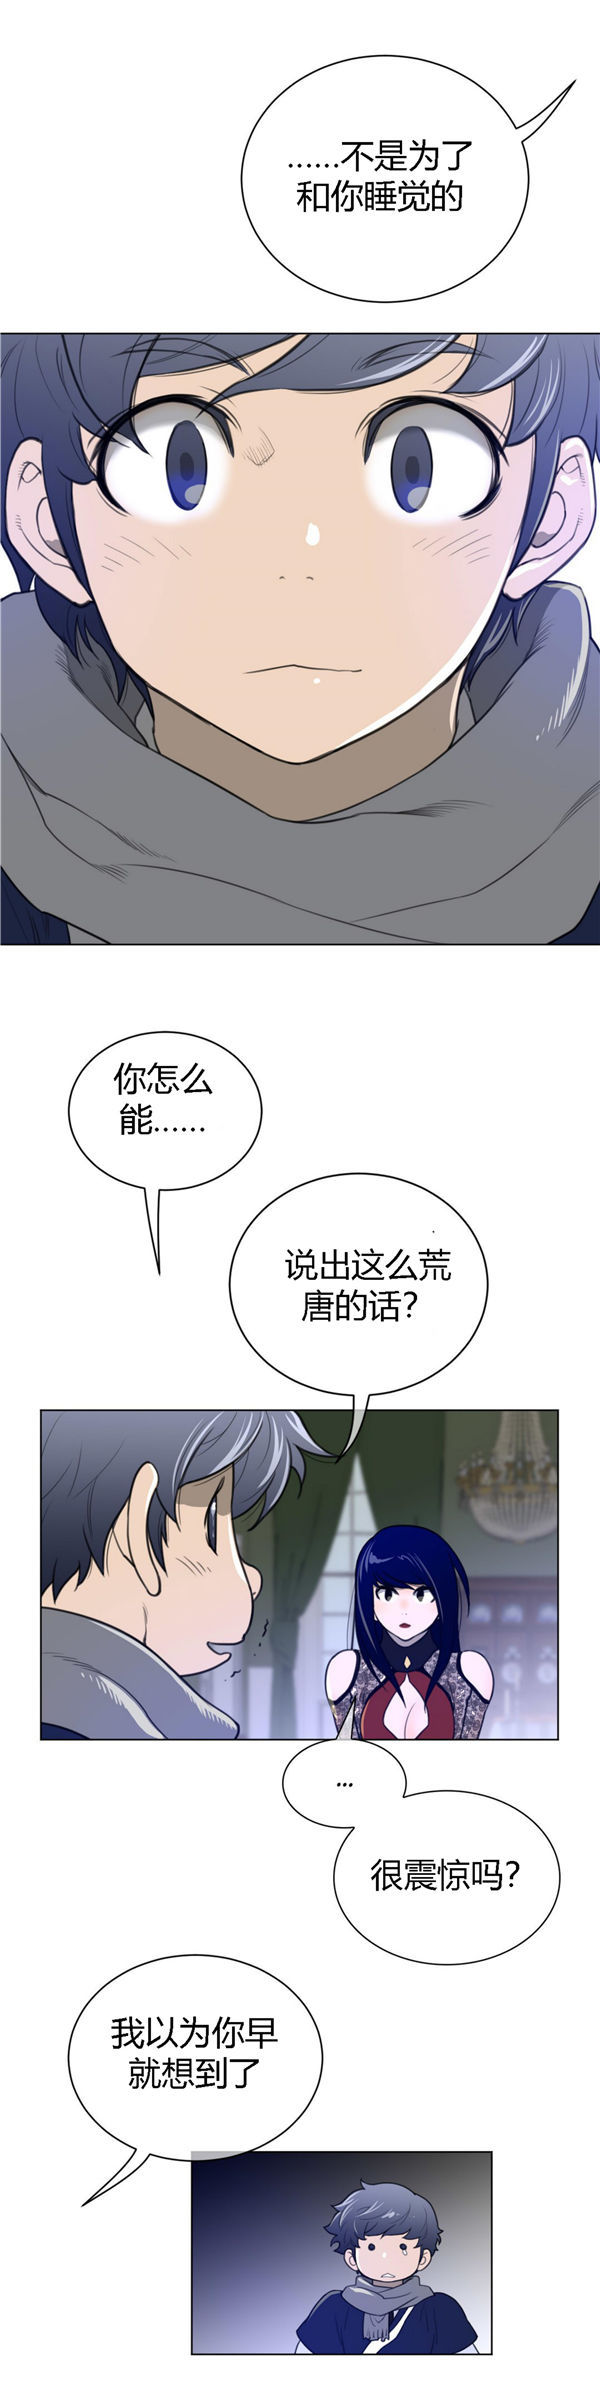 ……不是为了
和你睡觉的
你怎么
能……
说出这么荒
唐的话？
...
很震惊吗？
我以为你早
就想到了